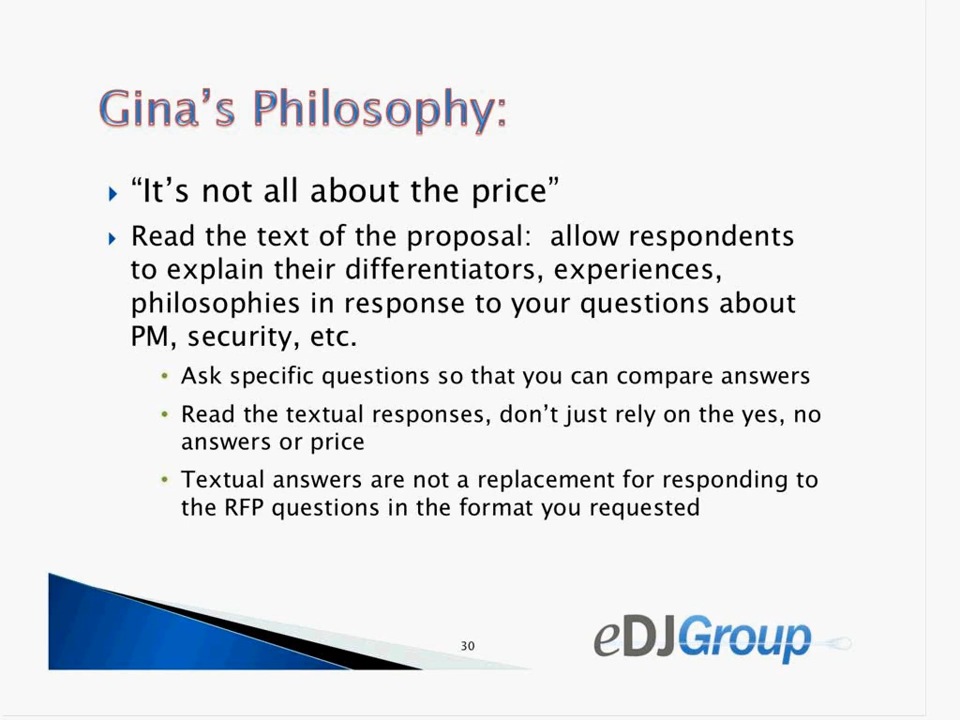 Gina’s Philosophy:
“It’s not all about the price”
Read the text of the proposal:  allow respondents
to explain their differentiators, experiences,
philosophies in response to your questions about
PM, security, etc.
• Ask specific questions so that you can compare answers
• Read the textual responses, don’t just rely on the yes, no
answers or price
• Textual answers are not a replacement for responding to
the RFP questions in the format you requested
30
eDJGroup